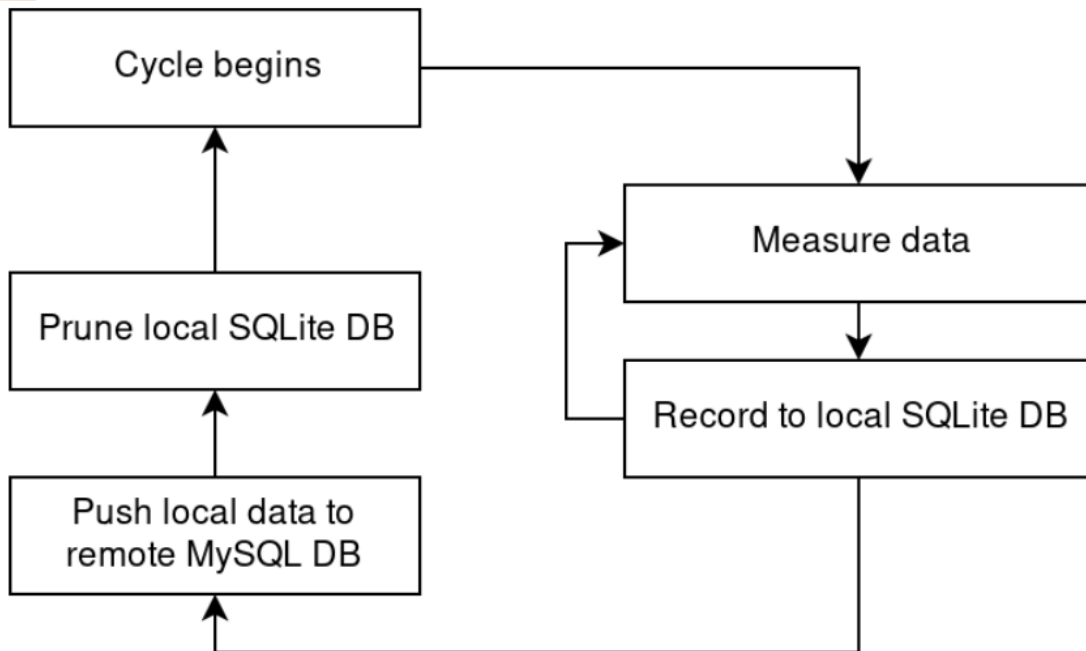 Cycle begins
Measure data
Record to local SQLite DB
Push local data to
remote MySQL DB
Prune local SQLite DB